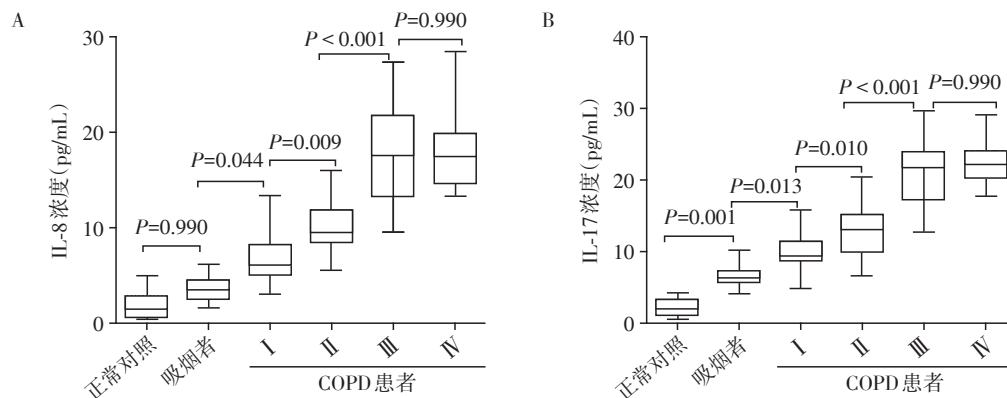 A
IL-8浓度(pg/mL)
30
20
10
0
P=0.990
P=0.044
P=0.009
P<0.001
P=0.990
正常对照
吸烟者
Ⅰ
Ⅱ
Ⅲ
Ⅳ
COPD患者
B
IL-17浓度(pg/mL)
40
30
20
10
0
P=0.001
P=0.013
P=0.010
P<0.001
P=0.990
正常对照
吸烟者
Ⅰ
Ⅱ
Ⅲ
Ⅳ
COPD患者